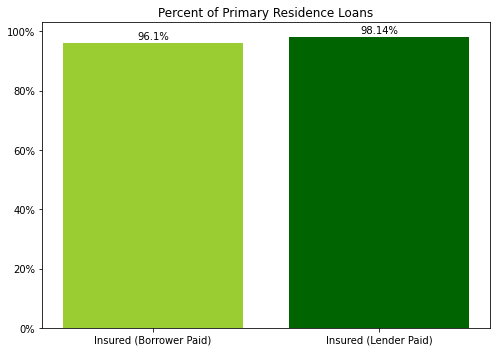 Percent of Primary Residence Loans
100%
80%
60%
40%
20%
0%
96.1%
98.14%
Insured (Borrower Paid)
Insured (Lender Paid)